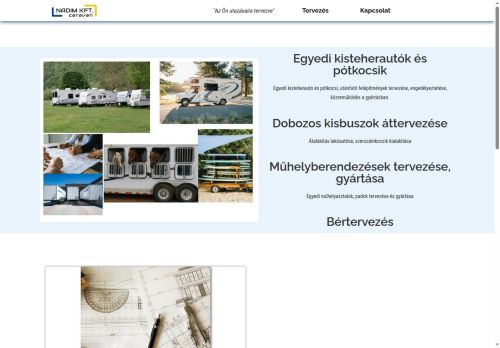 NADIM KFT.
caravan
"Az Ön utazásaira tervezve"
Tervezés
Kapcsolat
Egyedi kisteherautók és
pótkocsik
Egyedi kisteherautó és pótkocsi, utánfutó felépítmények tervezése, engedélyeztetése,
közreműködés a gyártásban.
Dobozos kisbuszok áttervezése
Átalakítás lakóautóvá, szerszámkocsik kialakítása
Műhelyberendezések tervezése,
gyártása
Egyedi műhelyasztalok, padok tervezése és gyártása
Bértervezés